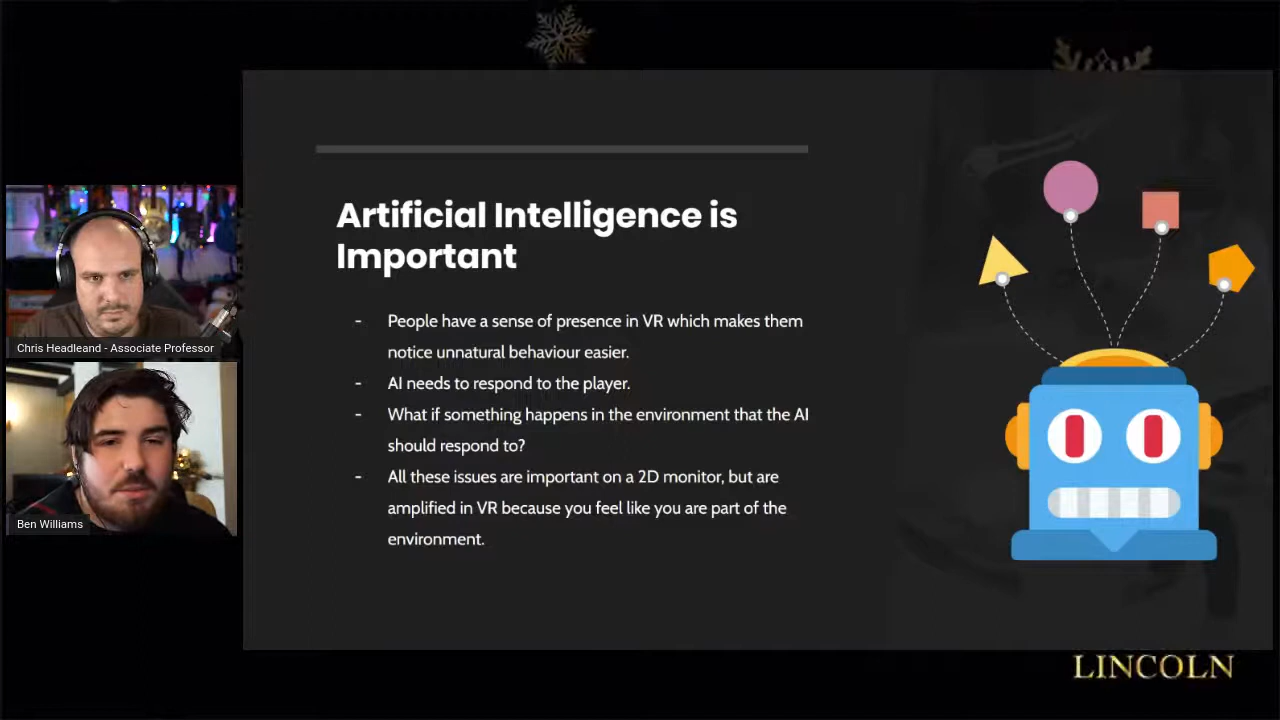 Artificial Intelligence is
Important
- People have a sense of presence in VR which makes them
notice unnatural behaviour easier.
- AI needs to respond to the player.
- What if something happens in the environment that the AI
should respond to?
- All these issues are important on a 2D monitor, but are
amplified in VR because you feel like you are part of the
environment.
Chris Headleand - Associate Professor
Ben Williams
LINCOLN